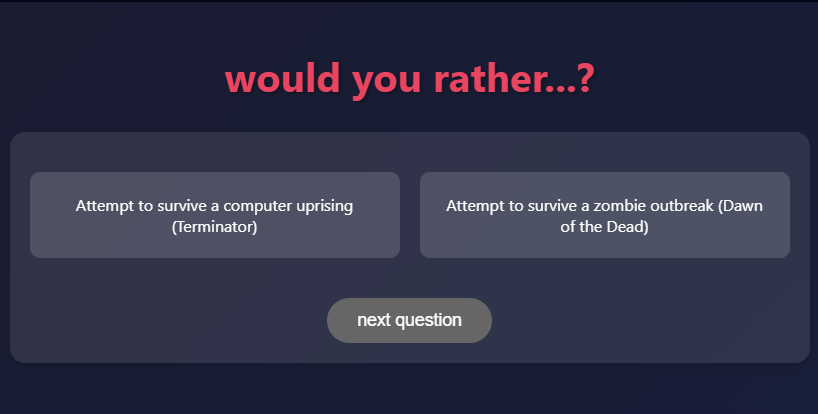 would you rather...?
Attempt to survive a computer uprising
(Terminator)
Attempt to survive a zombie outbreak (Dawn
of the Dead)
next question